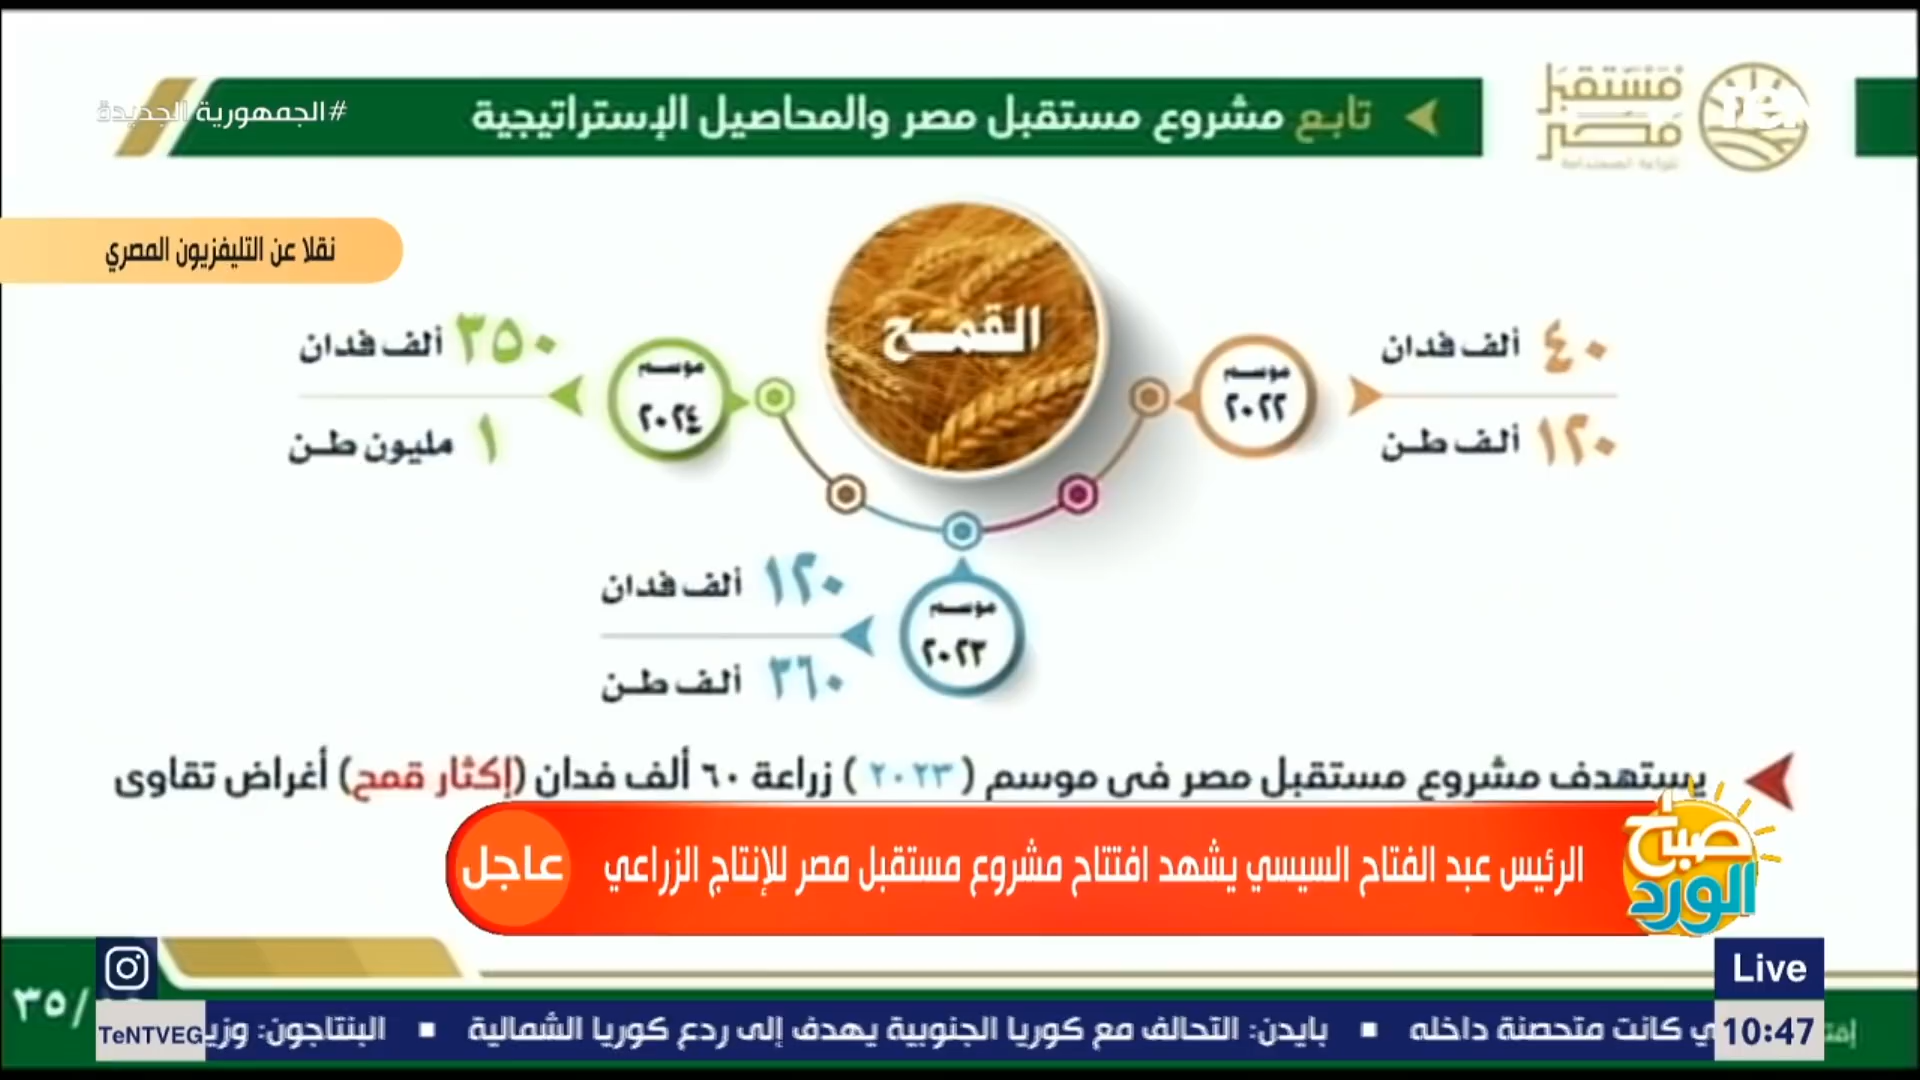 #الجمهورية الجديدة
تابع مشروع مستقبل مصر والمحاصيل الإستراتيجية
مستقبل
مصر
نقلا عن التليفزيون المصري
القمح
موسم
٢٠٢٢
٤٠ ألف فدان
١٢٠ ألف طن
موسم
٢٠٢٣
١٢٠ ألف فدان
٣٦٠ ألف طن
موسم
٢٠٢٤
٣٥٠ ألف فدان
١ مليون طن
يستهدف مشروع مستقبل مصر فى موسم (٢٠٢٣) زراعة ٦٠ ألف فدان (إكثار قمح) أغراض تقاوى
صباح
الورد
الرئيس عبد الفتاح السيسي يشهد افتتاح مشروع مستقبل مصر للإنتاج الزراعي
عاجل
Live
10:47
٣٥/
TeNTVEG
كانت متحصنة داخله ■ بايدن: التحالف مع كوريا الجنوبية يهدف إلى ردع كوريا الشمالية ■ البنتاجون: